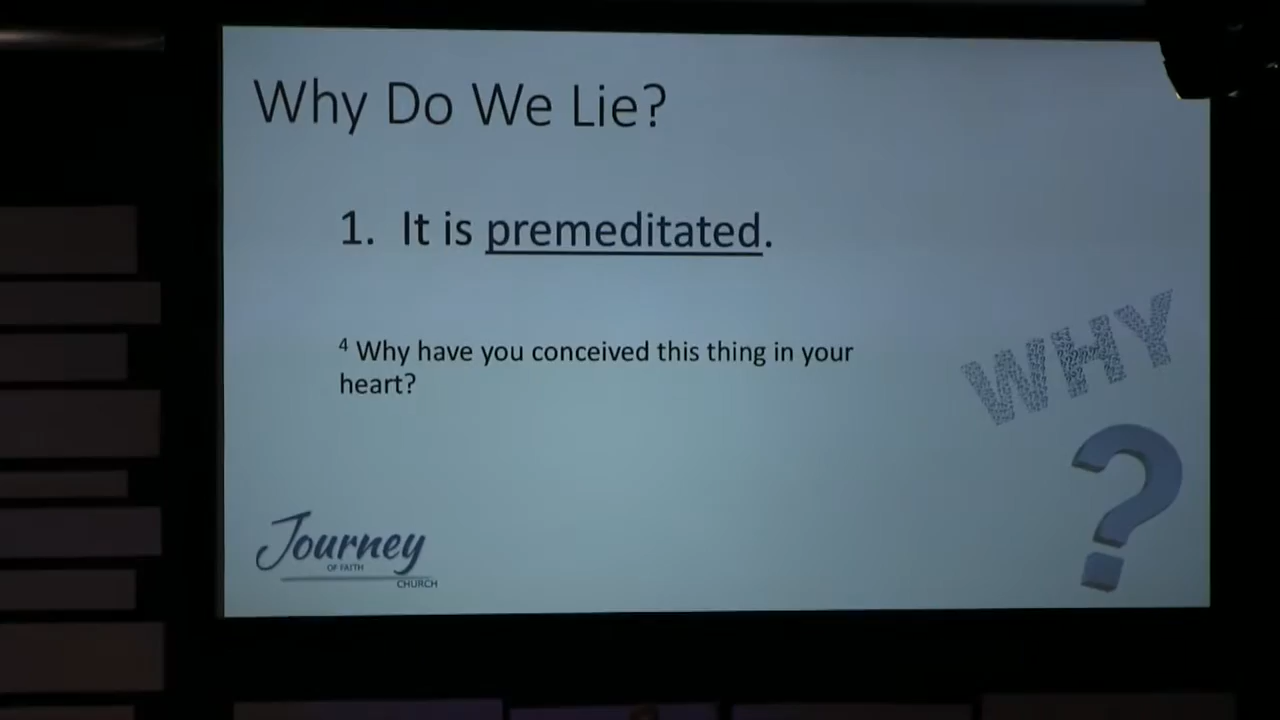 Why Do We Lie?
1. It is premeditated.
4 Why have you conceived this thing in your
heart?
WHY
?
Journey
OF FAITH
CHURCH